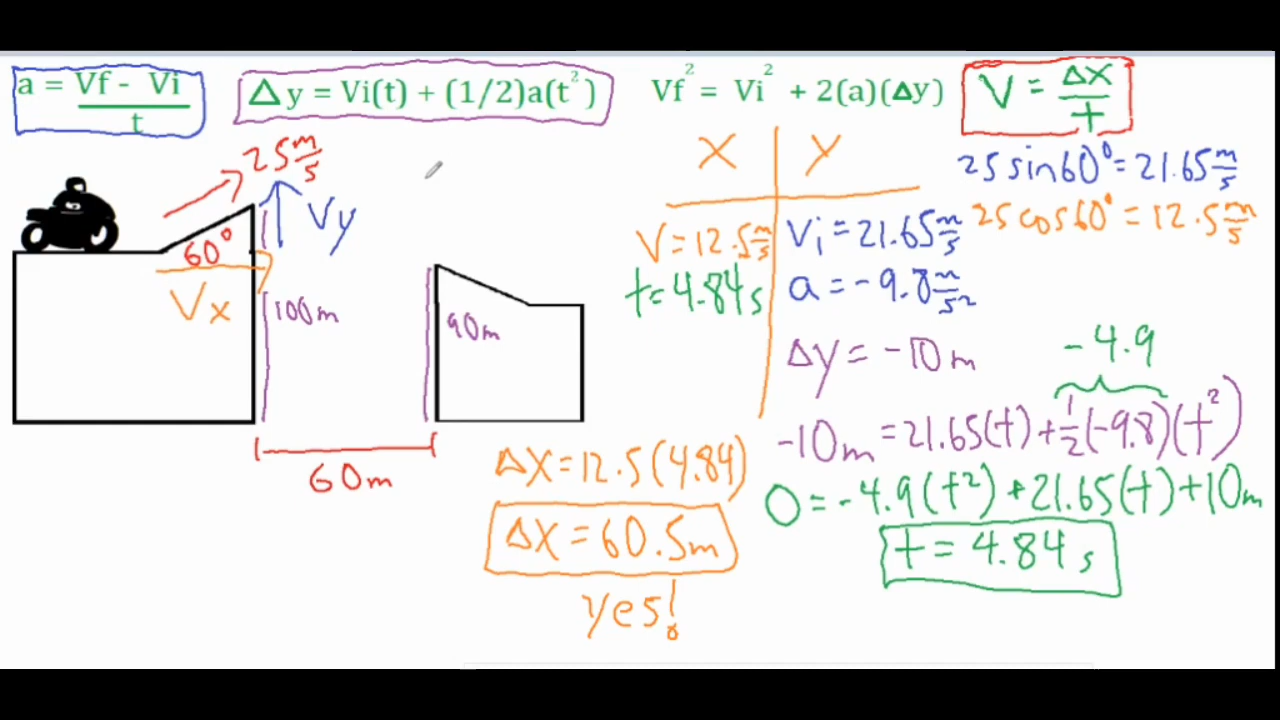 a = Vf - Vi / t
Δy = Vi(t) + (1/2)a(t²)
Vf² = Vi² + 2(a)(Δy)
V = Δx / t
25 m/s
60°
Vy
Vx
100m
90m
60m
X
Y
25 sin60° = 21.65 m/s
25 cos60° = 12.5 m/s
V = 12.5 m/s
t = 4.84 s
Vi = 21.65 m/s
a = -9.8 m/s²
Δy = -10m
-4.9
-10m = 21.65(t) + 1/2(-9.8)(t²)
0 = -4.9(t²) + 21.65(t) + 10m
t = 4.84 s
Δx = 12.5(4.84)
Δx = 60.5m
yes!